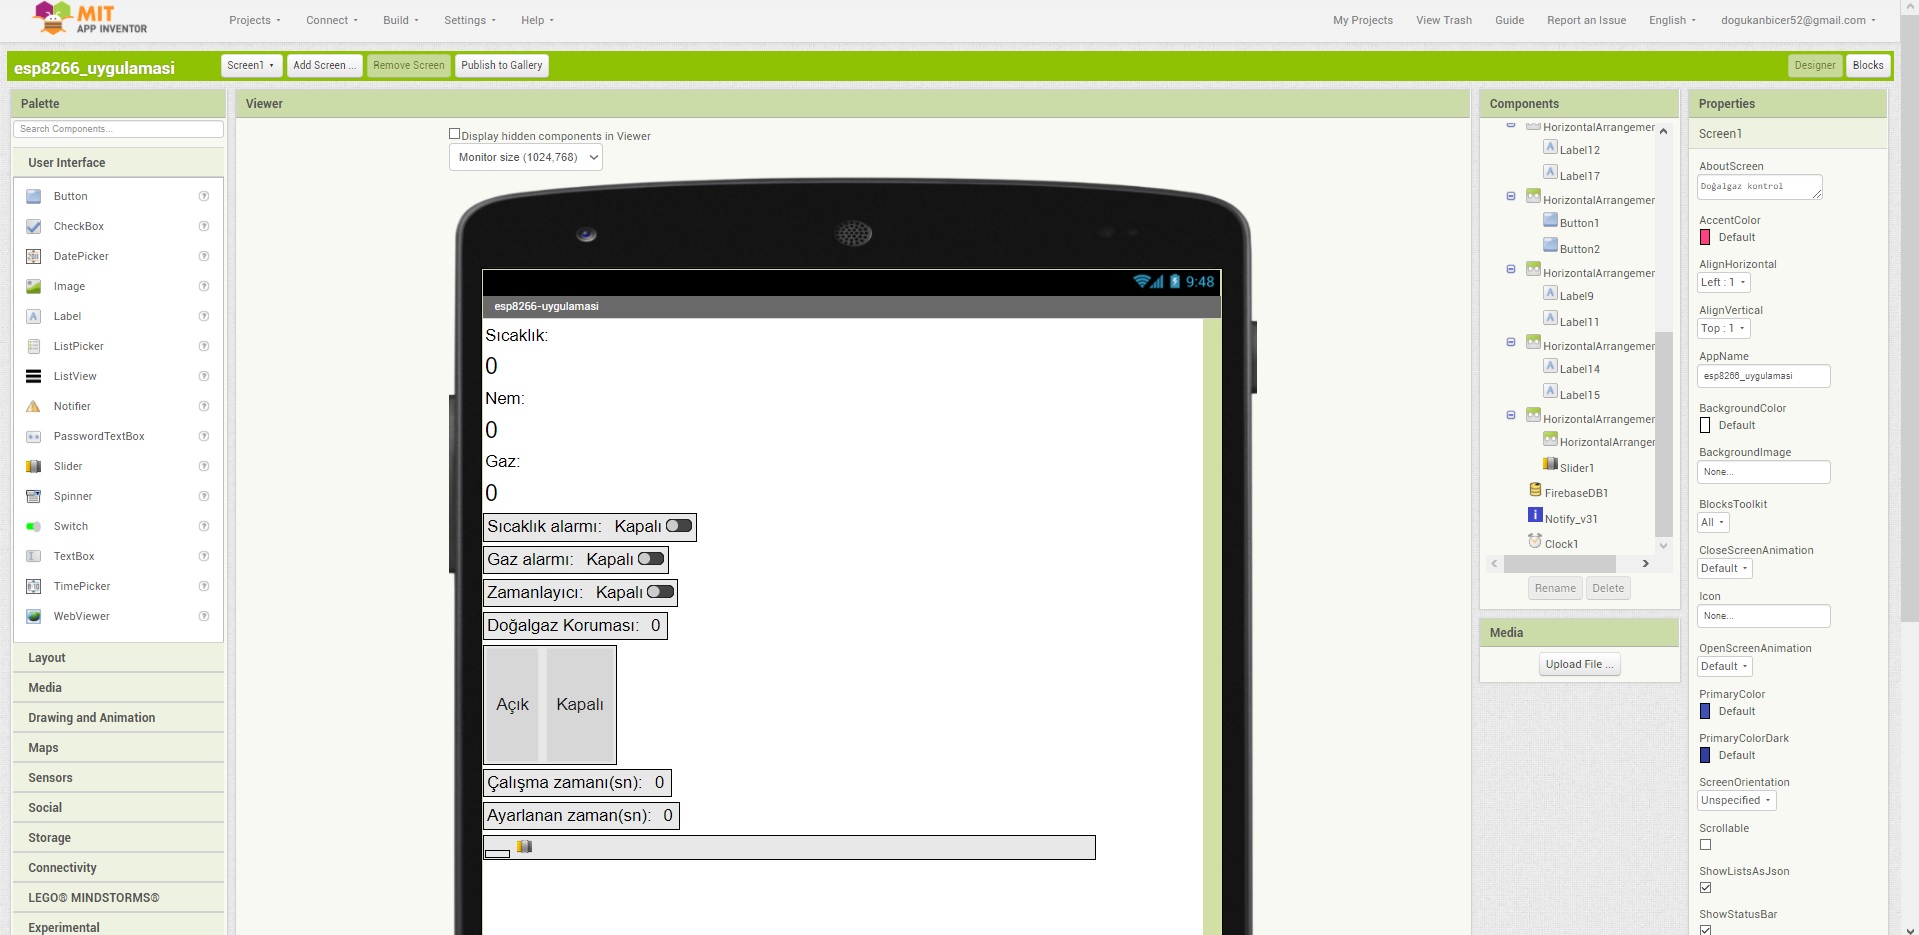 MIT
APP INVENTOR
Projects
Connect
Build
Settings
Help
My Projects
View Trash
Guide
Report an Issue
English
dogukanbicer52@gmail.com
esp8266_uygulamasi
Screen1
Add Screen ...
Remove Screen
Publish to Gallery
Designer
Blocks
Palette
Search Components...
User Interface
Button
CheckBox
DatePicker
Image
Label
ListPicker
ListView
Notifier
PasswordTextBox
Slider
Spinner
Switch
TextBox
TimePicker
WebViewer
Layout
Media
Drawing and Animation
Maps
Sensors
Social
Storage
Connectivity
LEGO® MINDSTORMS®
Experimental
Viewer
Display hidden components in Viewer
Monitor size (1024,768)
9:48
esp8266-uygulamasi
Sıcaklık:
0
Nem:
0
Gaz:
0
Sıcaklık alarmı: Kapalı
Gaz alarmı: Kapalı
Zamanlayıcı: Kapalı
Doğalgaz Koruması: 0
Açık Kapalı
Çalışma zamanı(sn): 0
Ayarlanan zaman(sn): 0
Components
HorizontalArrangemer
Label12
Label17
HorizontalArrangemer
Button1
Button2
HorizontalArrangemer
Label9
Label11
HorizontalArrangemer
Label14
Label15
HorizontalArrangemer
HorizontalArranger
Slider1
FirebaseDB1
Notify_v31
Clock1
Rename
Delete
Media
Upload File ...
Properties
Screen1
AboutScreen
Doğalgaz kontrol
AccentColor
Default
AlignHorizontal
Left : 1
AlignVertical
Top : 1
AppName
esp8266_uygulamasi
BackgroundColor
Default
BackgroundImage
None...
BlocksToolkit
All
CloseScreenAnimation
Default
Icon
None...
OpenScreenAnimation
Default
PrimaryColor
Default
PrimaryColorDark
Default
ScreenOrientation
Unspecified
Scrollable
ShowListsAsJson
ShowStatusBar